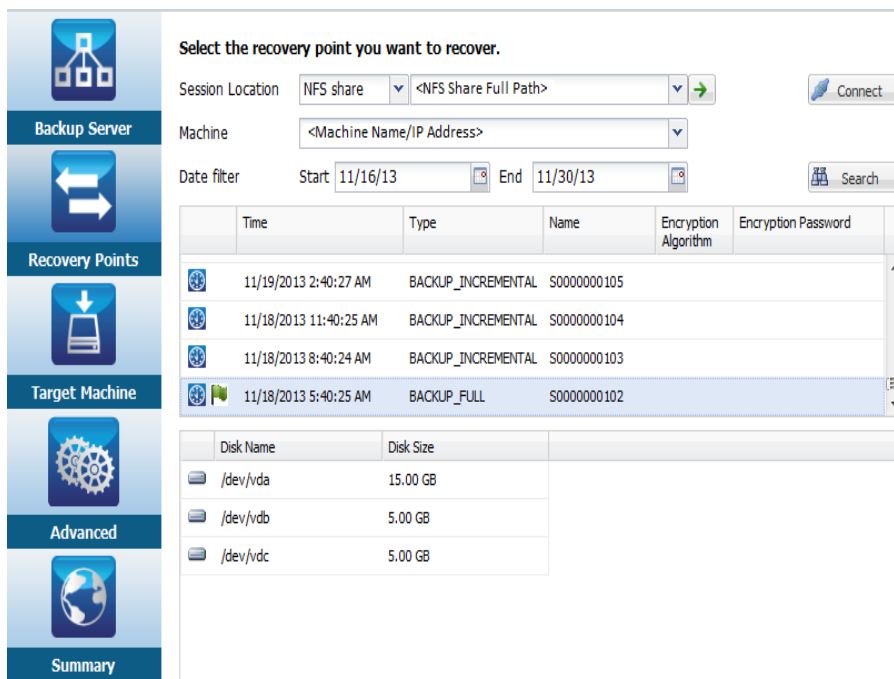 Backup Server
Recovery Points
Target Machine
Advanced
Summary
Select the recovery point you want to recover.
Session Location NFS share <NFS Share Full Path> Connect
Machine <Machine Name/IP Address>
Date filter Start 11/16/13 End 11/30/13 Search
Time Type Name Encryption Algorithm Encryption Password
11/19/2013 2:40:27 AM BACKUP_INCREMENTAL S0000000105
11/18/2013 11:40:25 AM BACKUP_INCREMENTAL S0000000104
11/18/2013 8:40:24 AM BACKUP_INCREMENTAL S0000000103
11/18/2013 5:40:25 AM BACKUP_FULL S0000000102
Disk Name Disk Size
/dev/vda 15.00 GB
/dev/vdb 5.00 GB
/dev/vdc 5.00 GB